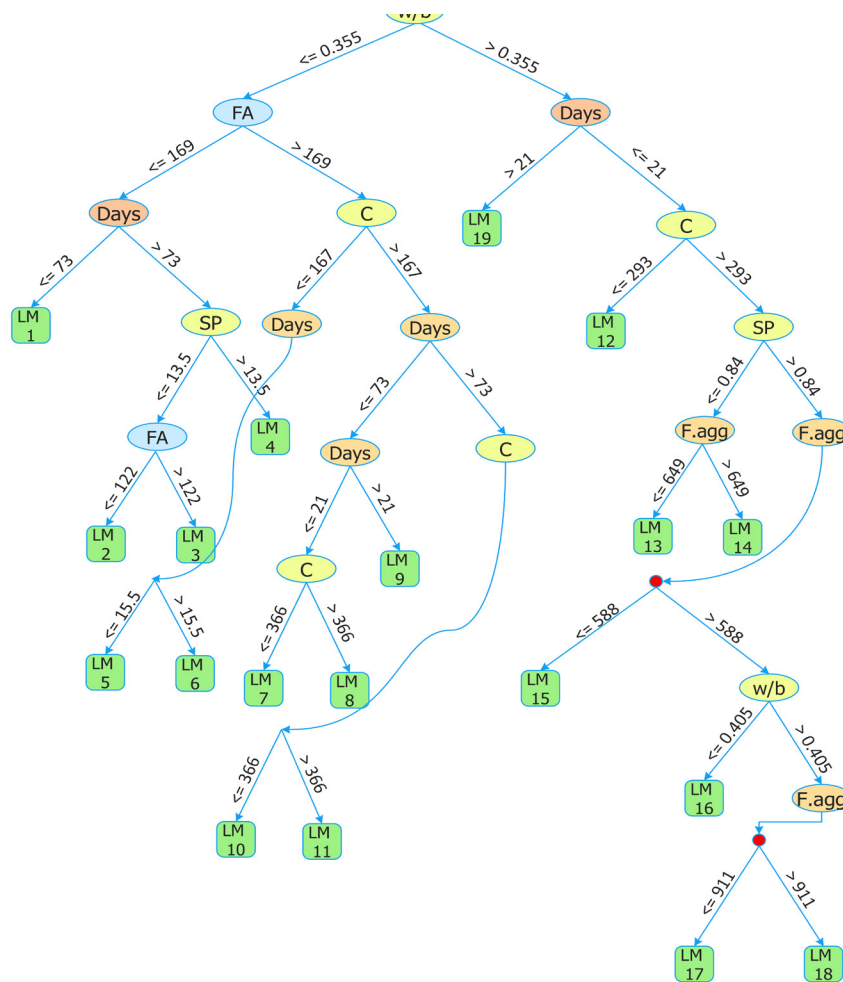 w/b
<= 0.355
> 0.355
FA
Days
<= 169
> 169
> 21
<= 21
Days
C
LM
19
C
<= 73
> 73
<= 167
> 167
<= 293
> 293
LM
1
SP
Days
Days
LM
12
SP
<= 13.5
> 13.5
<= 73
> 73
<= 0.84
> 0.84
FA
LM
4
Days
C
F.agg
F.agg
<= 122
>122
<= 21
> 21
<= 649
> 649
LM
2
LM
3
C
LM
9
LM
13
LM
14
<= 15.5
> 15.5
<= 366
> 366
<= 588
> 588
LM
5
LM
6
LM
7
LM
8
LM
15
w/b
<= 366
> 366
<= 0.405
> 0.405
LM
10
LM
11
LM
16
F.agg
<= 911
> 911
LM
17
LM
18